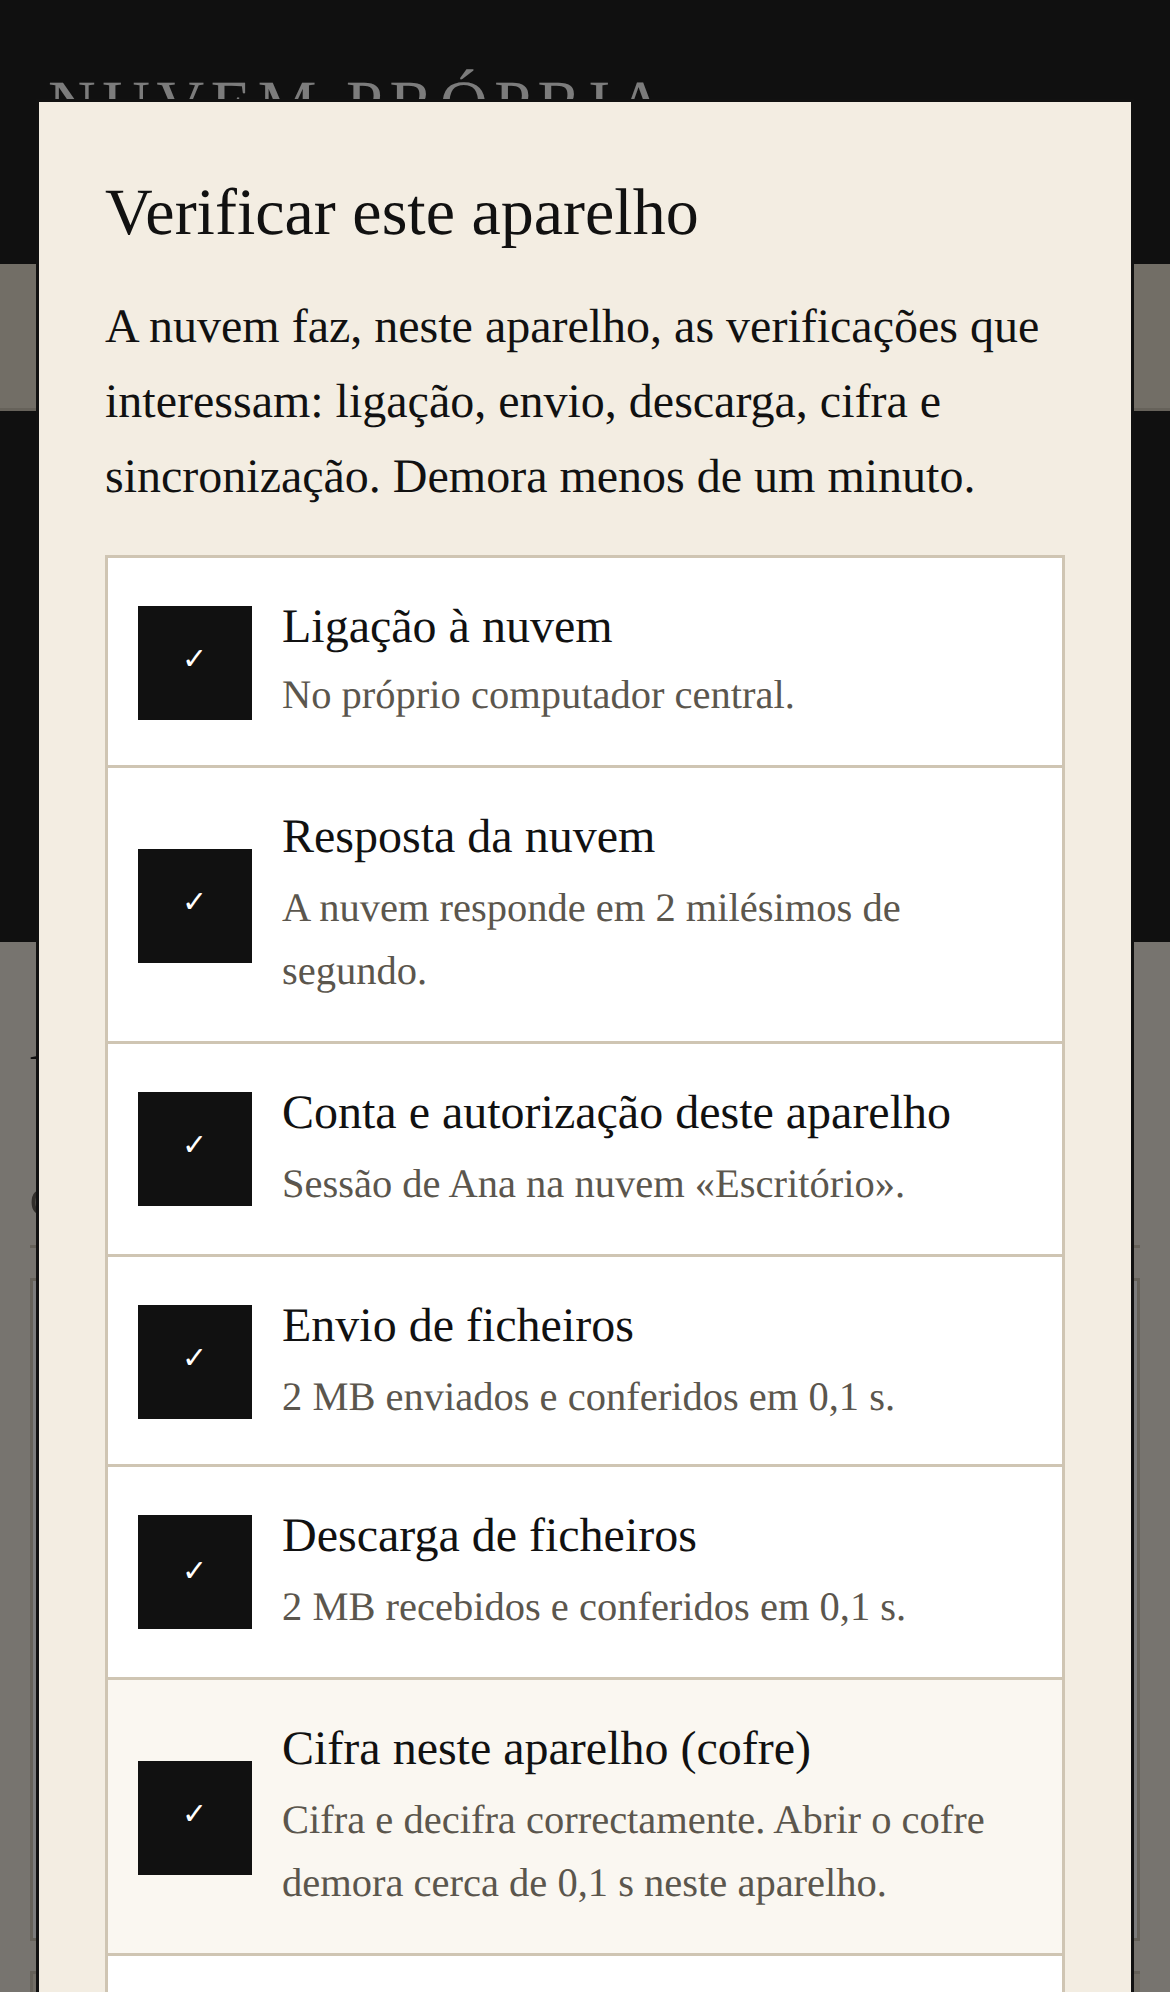 NUVEM PRÓPRIA
Verificar este aparelho
A nuvem faz, neste aparelho, as verificações que
interessam: ligação, envio, descarga, cifra e
sincronização. Demora menos de um minuto.
✓ Ligação à nuvem
No próprio computador central.
✓ Resposta da nuvem
A nuvem responde em 2 milésimos de
segundo.
✓ Conta e autorização deste aparelho
Sessão de Ana na nuvem «Escritório».
✓ Envio de ficheiros
2 MB enviados e conferidos em 0,1 s.
✓ Descarga de ficheiros
2 MB recebidos e conferidos em 0,1 s.
✓ Cifra neste aparelho (cofre)
Cifra e decifra correctamente. Abrir o cofre
demora cerca de 0,1 s neste aparelho.